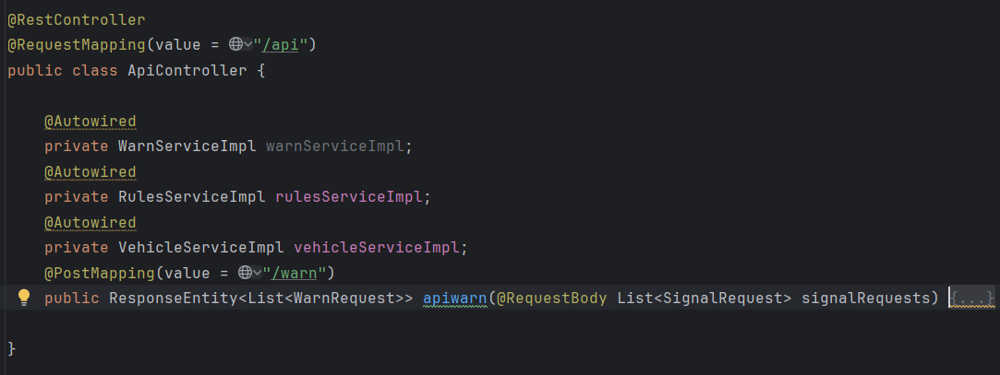 @RestController
@RequestMapping(value = "/api")
public class ApiController {
@Autowired
private WarnServiceImpl warnServiceImpl;
@Autowired
private RulesServiceImpl rulesServiceImpl;
@Autowired
private VehicleServiceImpl vehicleServiceImpl;
@PostMapping(value = "/warn")
public ResponseEntity<List<WarnRequest>> apiwarn(@RequestBody List<SignalRequest> signalRequests) {...}
}